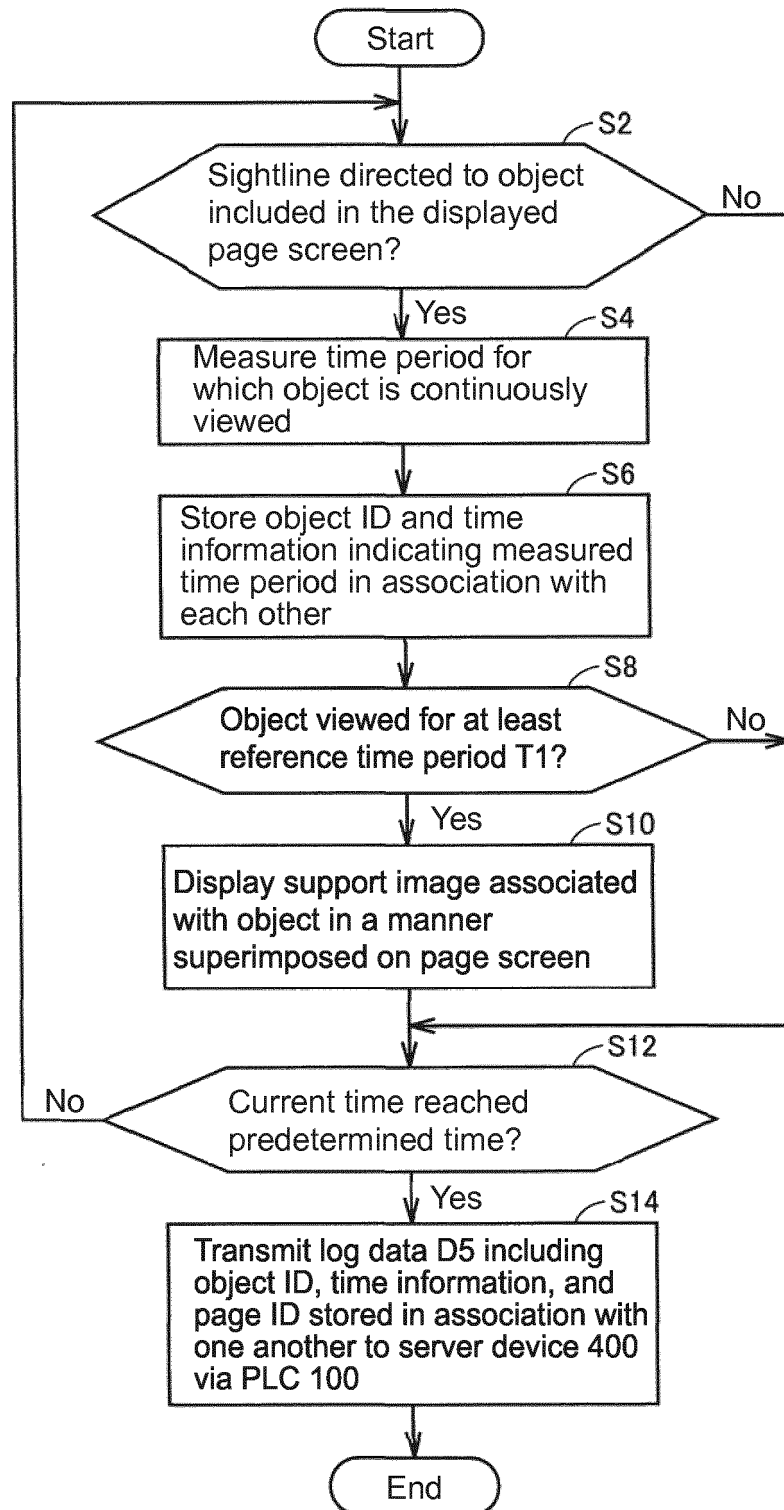 Start
S2
Sightline directed to object
included in the displayed
page screen?
No
Yes
S4
Measure time period for
which object is continuously
viewed
S6
Store object ID and time
information indicating measured
time period in association with
each other
S8
Object viewed for at least
reference time period T1?
No
Yes
S10
Display support image associated
with object in a manner
superimposed on page screen
S12
No
Current time reached
predetermined time?
Yes
S14
Transmit log data D5 including
object ID, time information, and
page ID stored in association with
one another to server device 400
via PLC 100
End